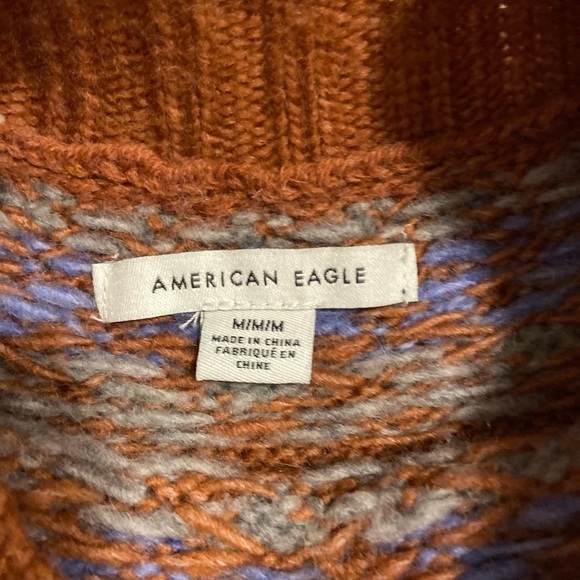 AMERICAN EAGLE
M/M/M
MADE IN CHINA
FABRIQUÉ EN
CHINE